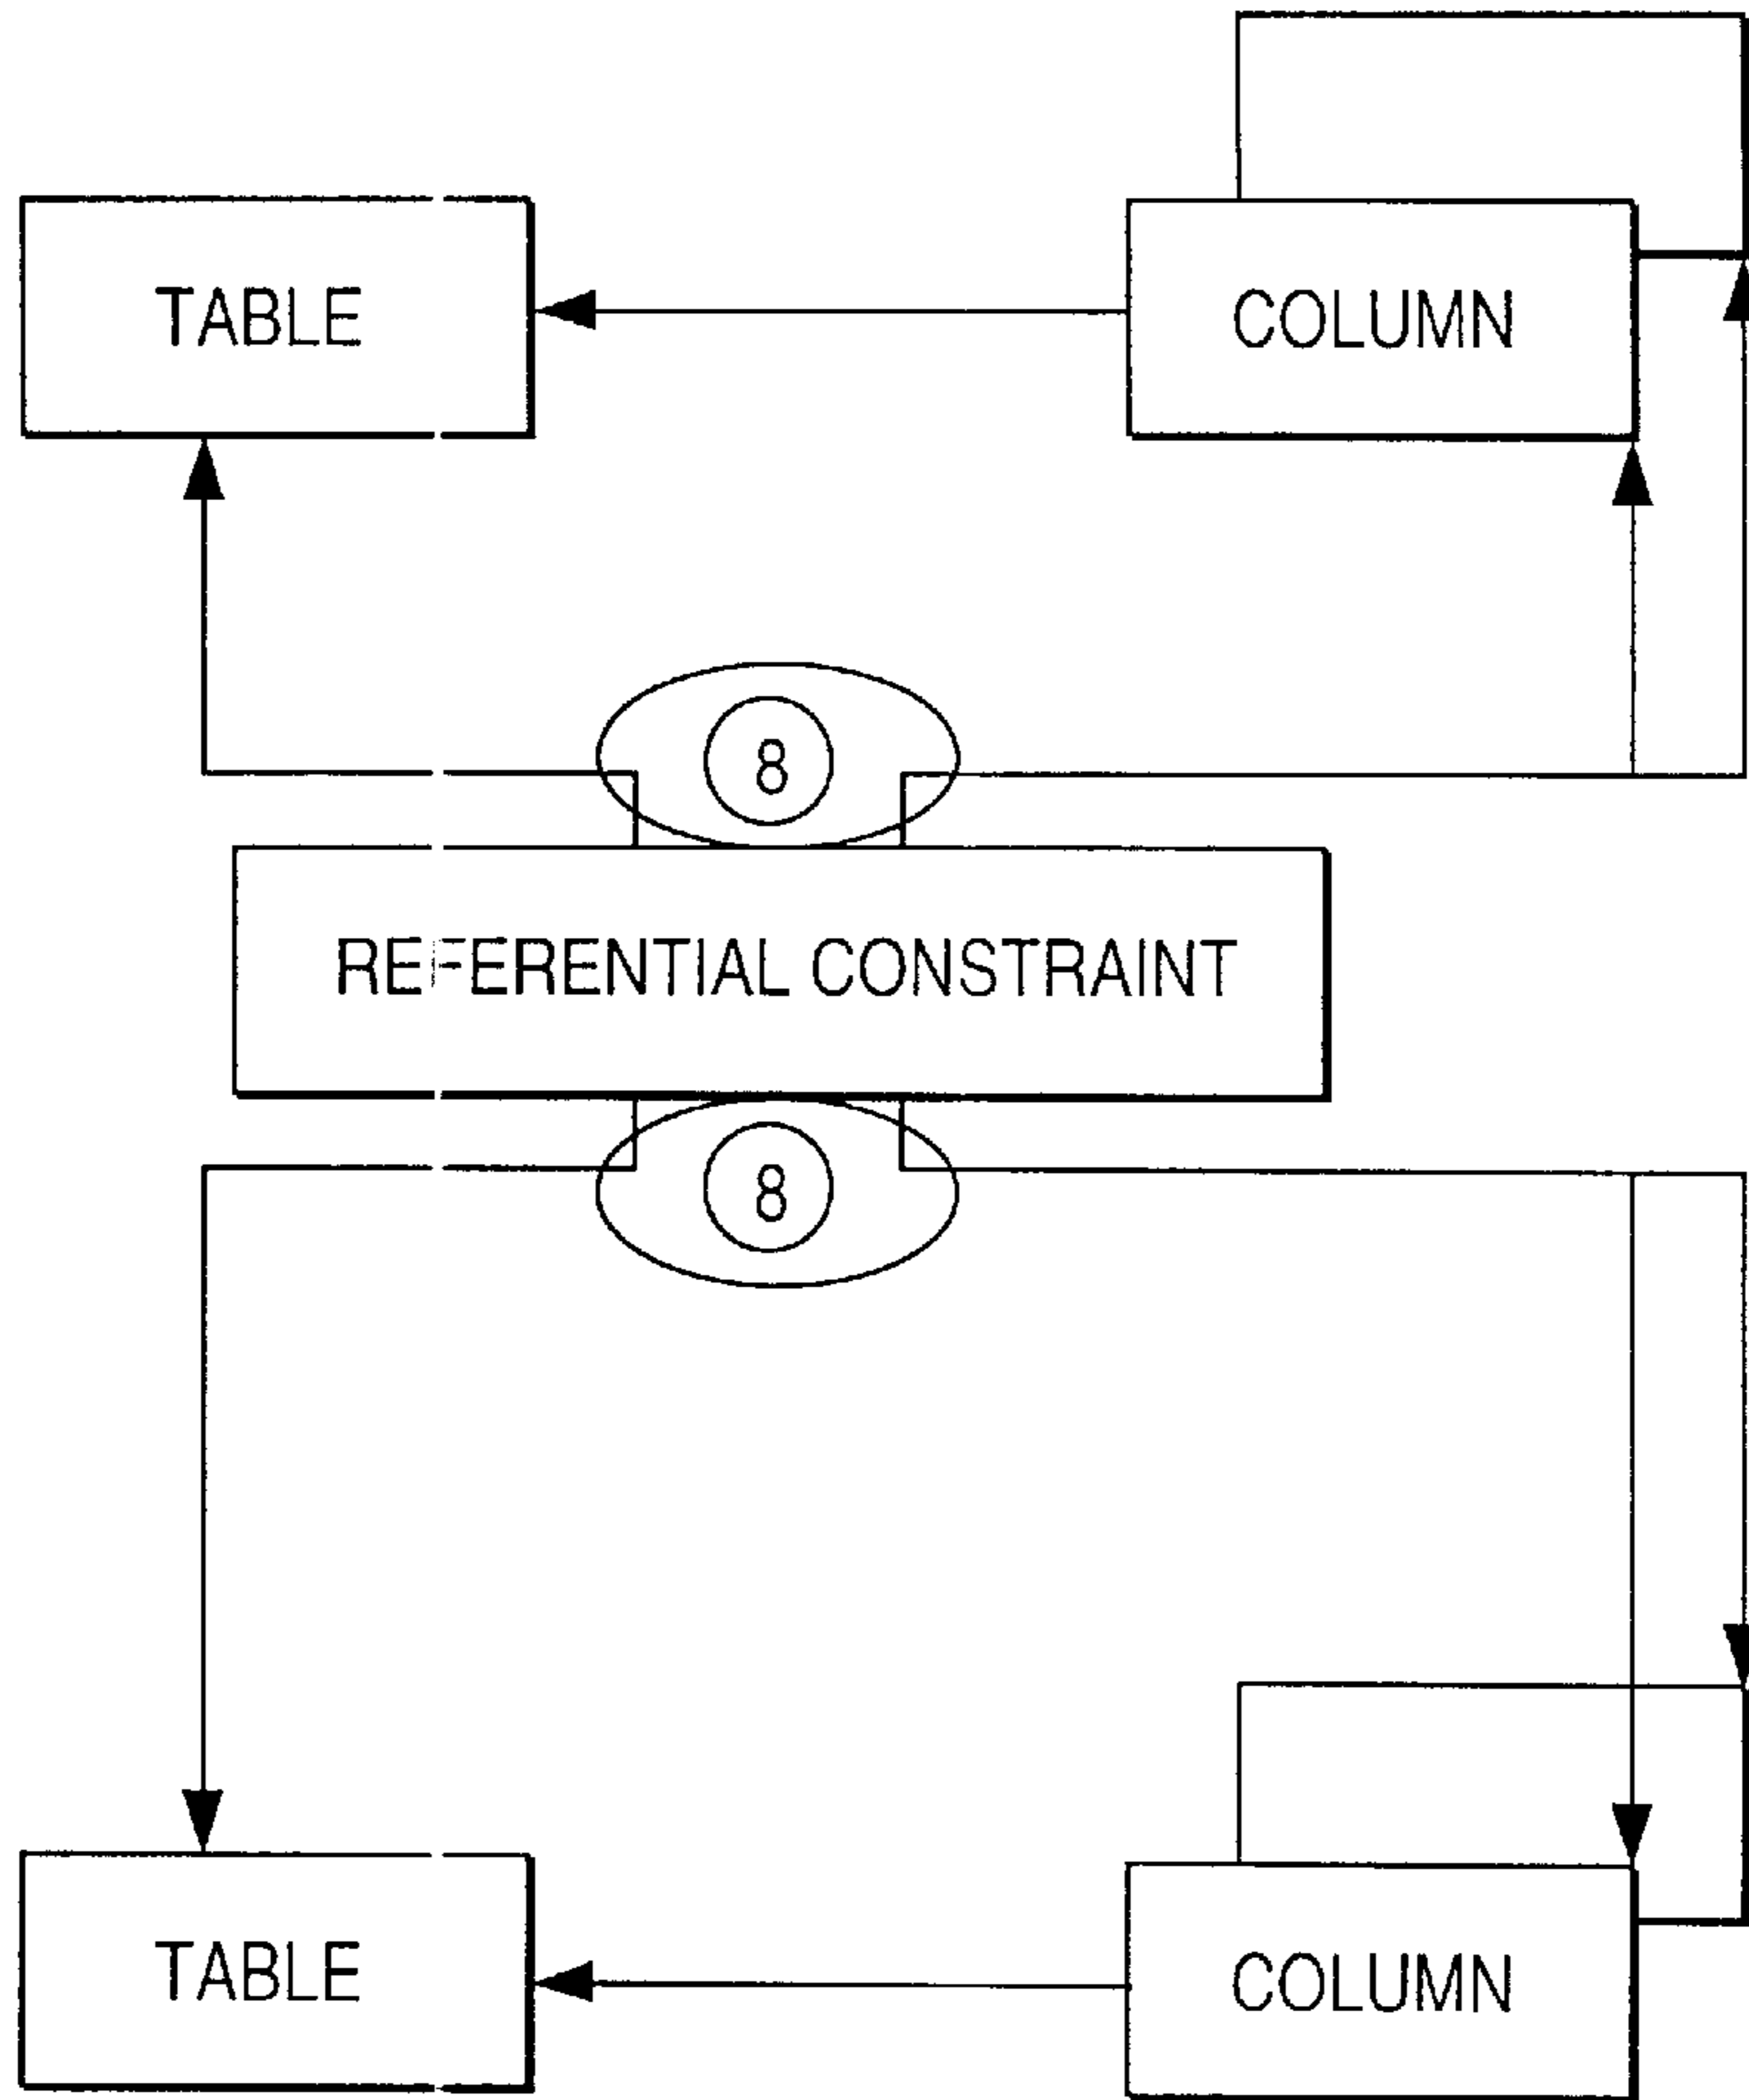 TABLE
COLUMN
8
REFERENTIAL CONSTRAINT
8
TABLE
COLUMN